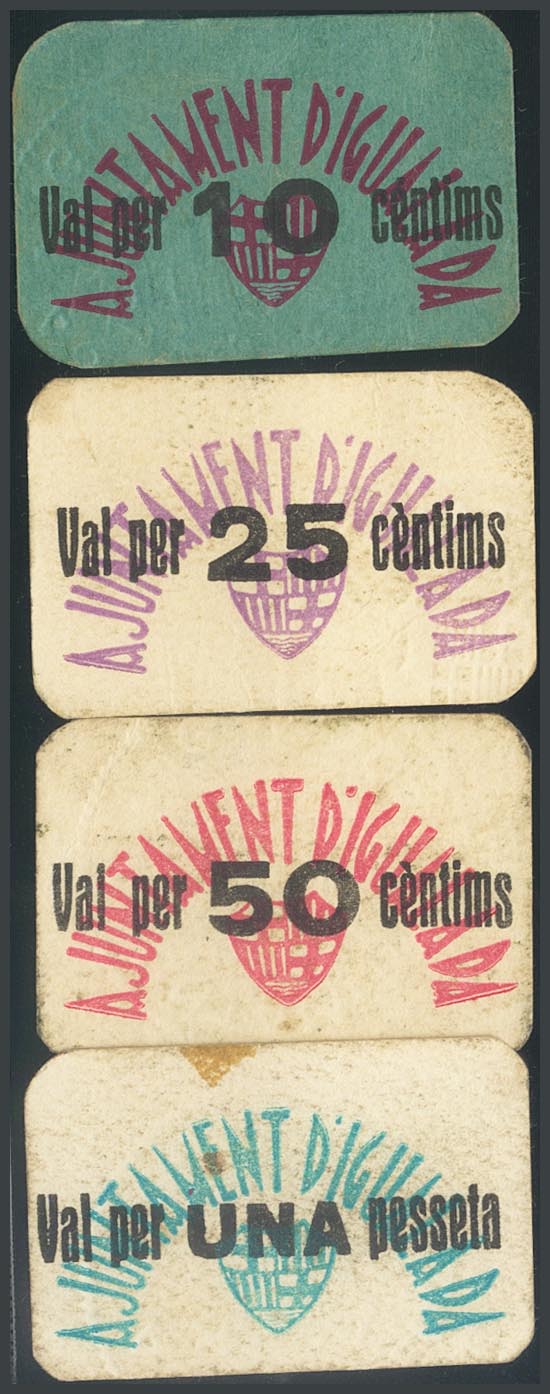 AJUNTAMENT D'IGUALADA
Val per 10 cèntims
AJUNTAMENT D'IGUALADA
Val per 25 cèntims
AJUNTAMENT D'IGUALADA
Val per 50 cèntims
AJUNTAMENT D'IGUALADA
Val per UNA pesseta